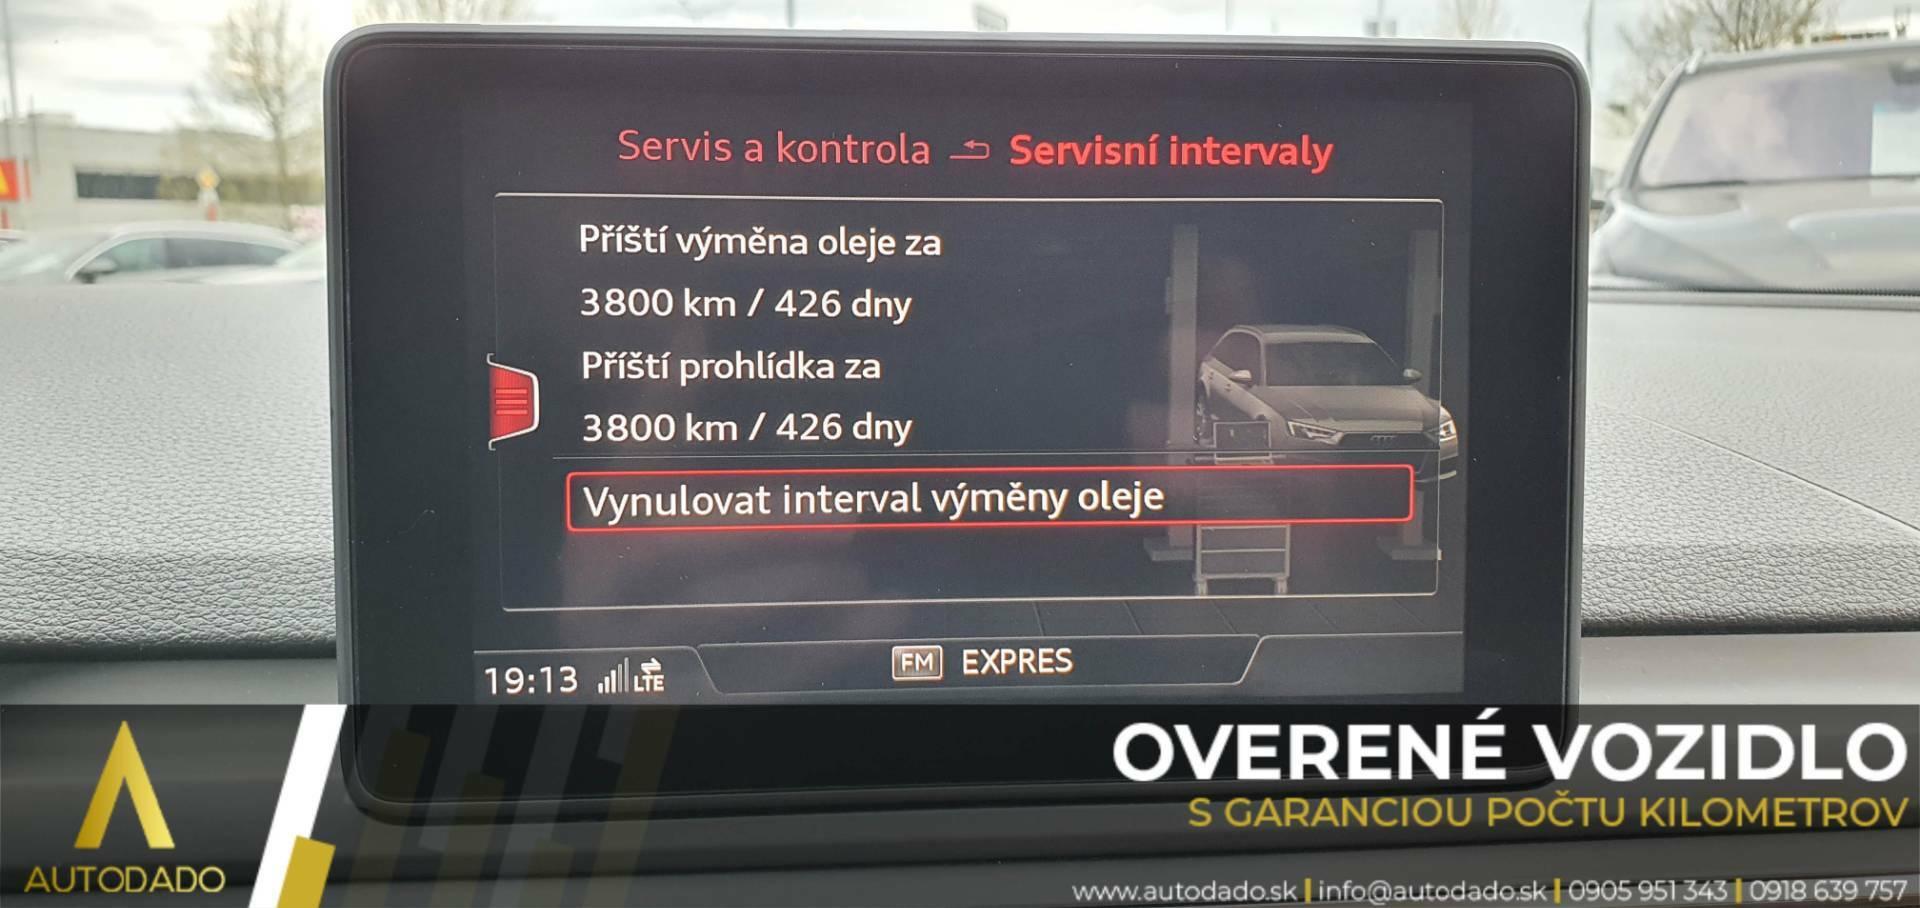 Servis a kontrola Servisní intervaly
Příští výměna oleje za
3800 km / 426 dny
Příští prohlídka za
3800 km / 426 dny
Vynulovat interval výměny oleje
19:13 LTE FM EXPRES
OVERENÉ VOZIDLO
S GARANCIOU POČTU KILOMETROV
AUTODADO
www.autodado.sk | info@autodado.sk | 0905 951 343 | 0918 639 757